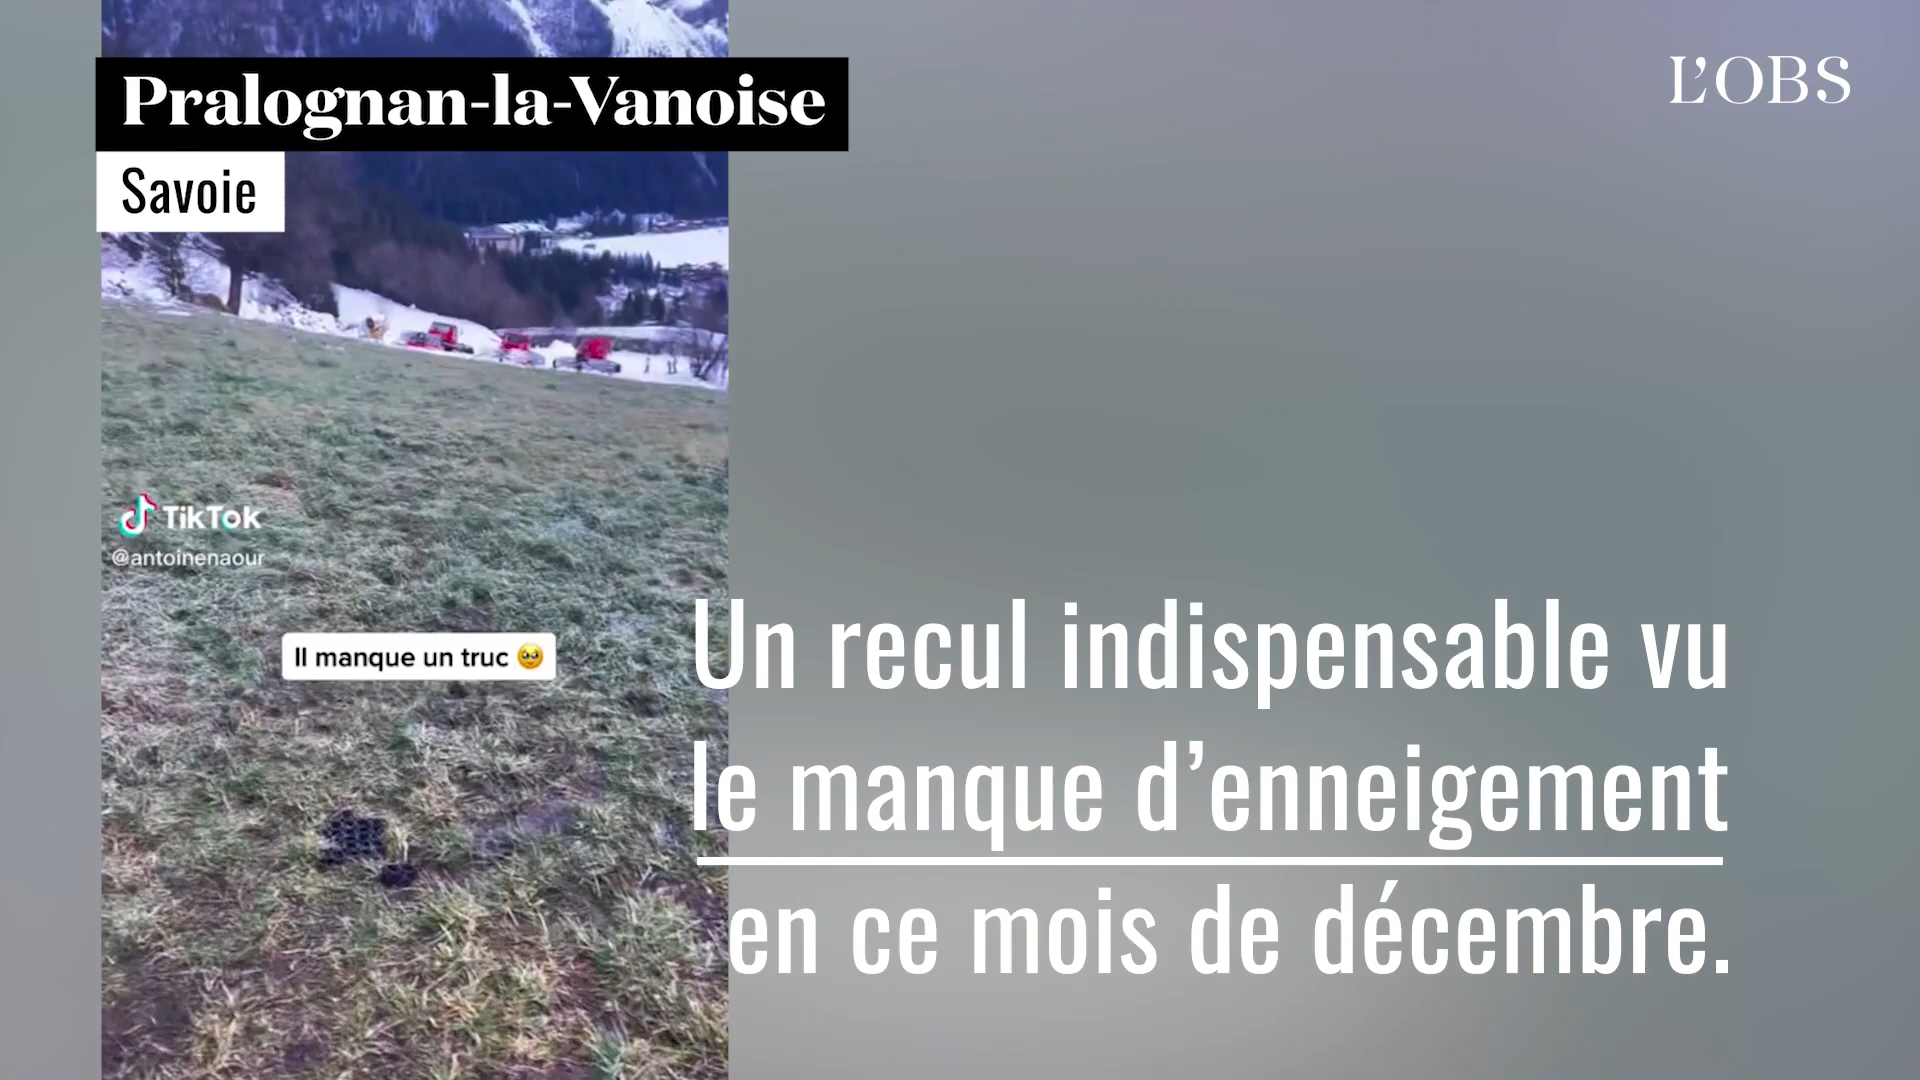 Pralognan-la-Vanoise
L'OBS
Savoie
TikTok
@antoinenaour
Il manque un truc 🥹
Un recul indispensable vu
le manque d’enneigement
en ce mois de décembre.